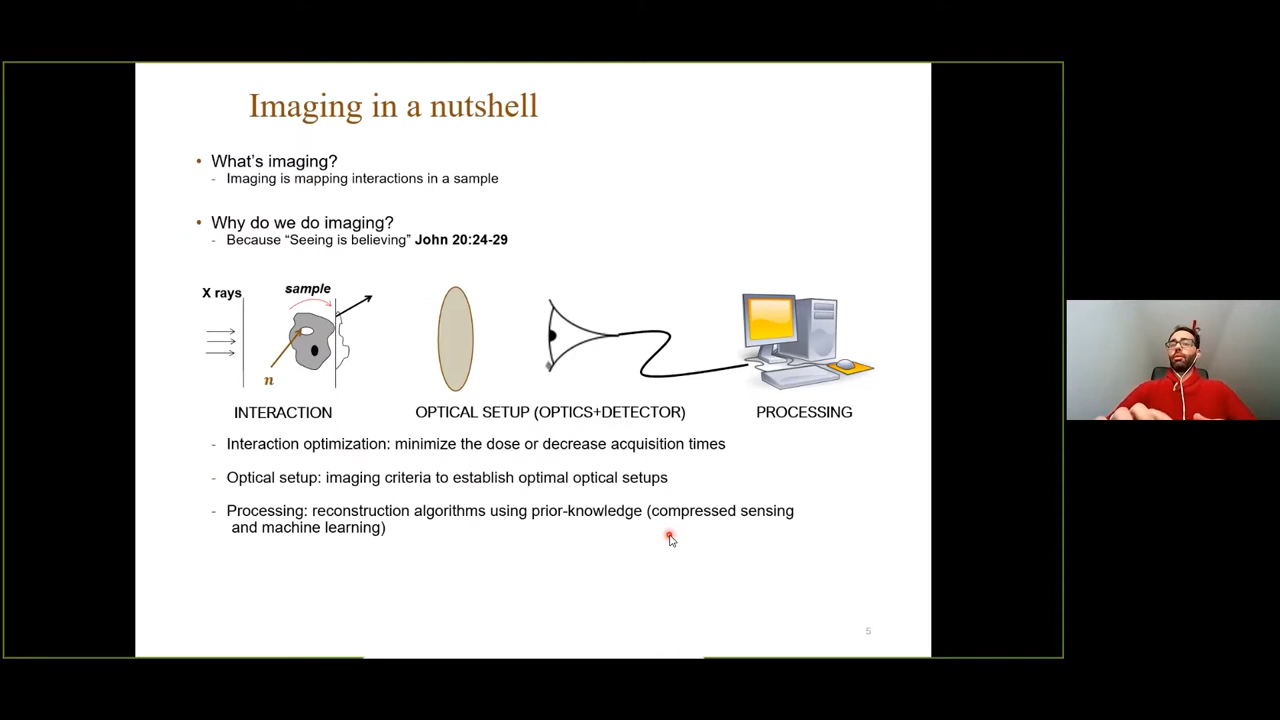 Imaging in a nutshell
• What's imaging?
- Imaging is mapping interactions in a sample
• Why do we do imaging?
- Because “Seeing is believing” John 20:24-29
X rays
sample
n
INTERACTION
OPTICAL SETUP (OPTICS+DETECTOR)
PROCESSING
- Interaction optimization: minimize the dose or decrease acquisition times
- Optical setup: imaging criteria to establish optimal optical setups
- Processing: reconstruction algorithms using prior-knowledge (compressed sensing
and machine learning)
5